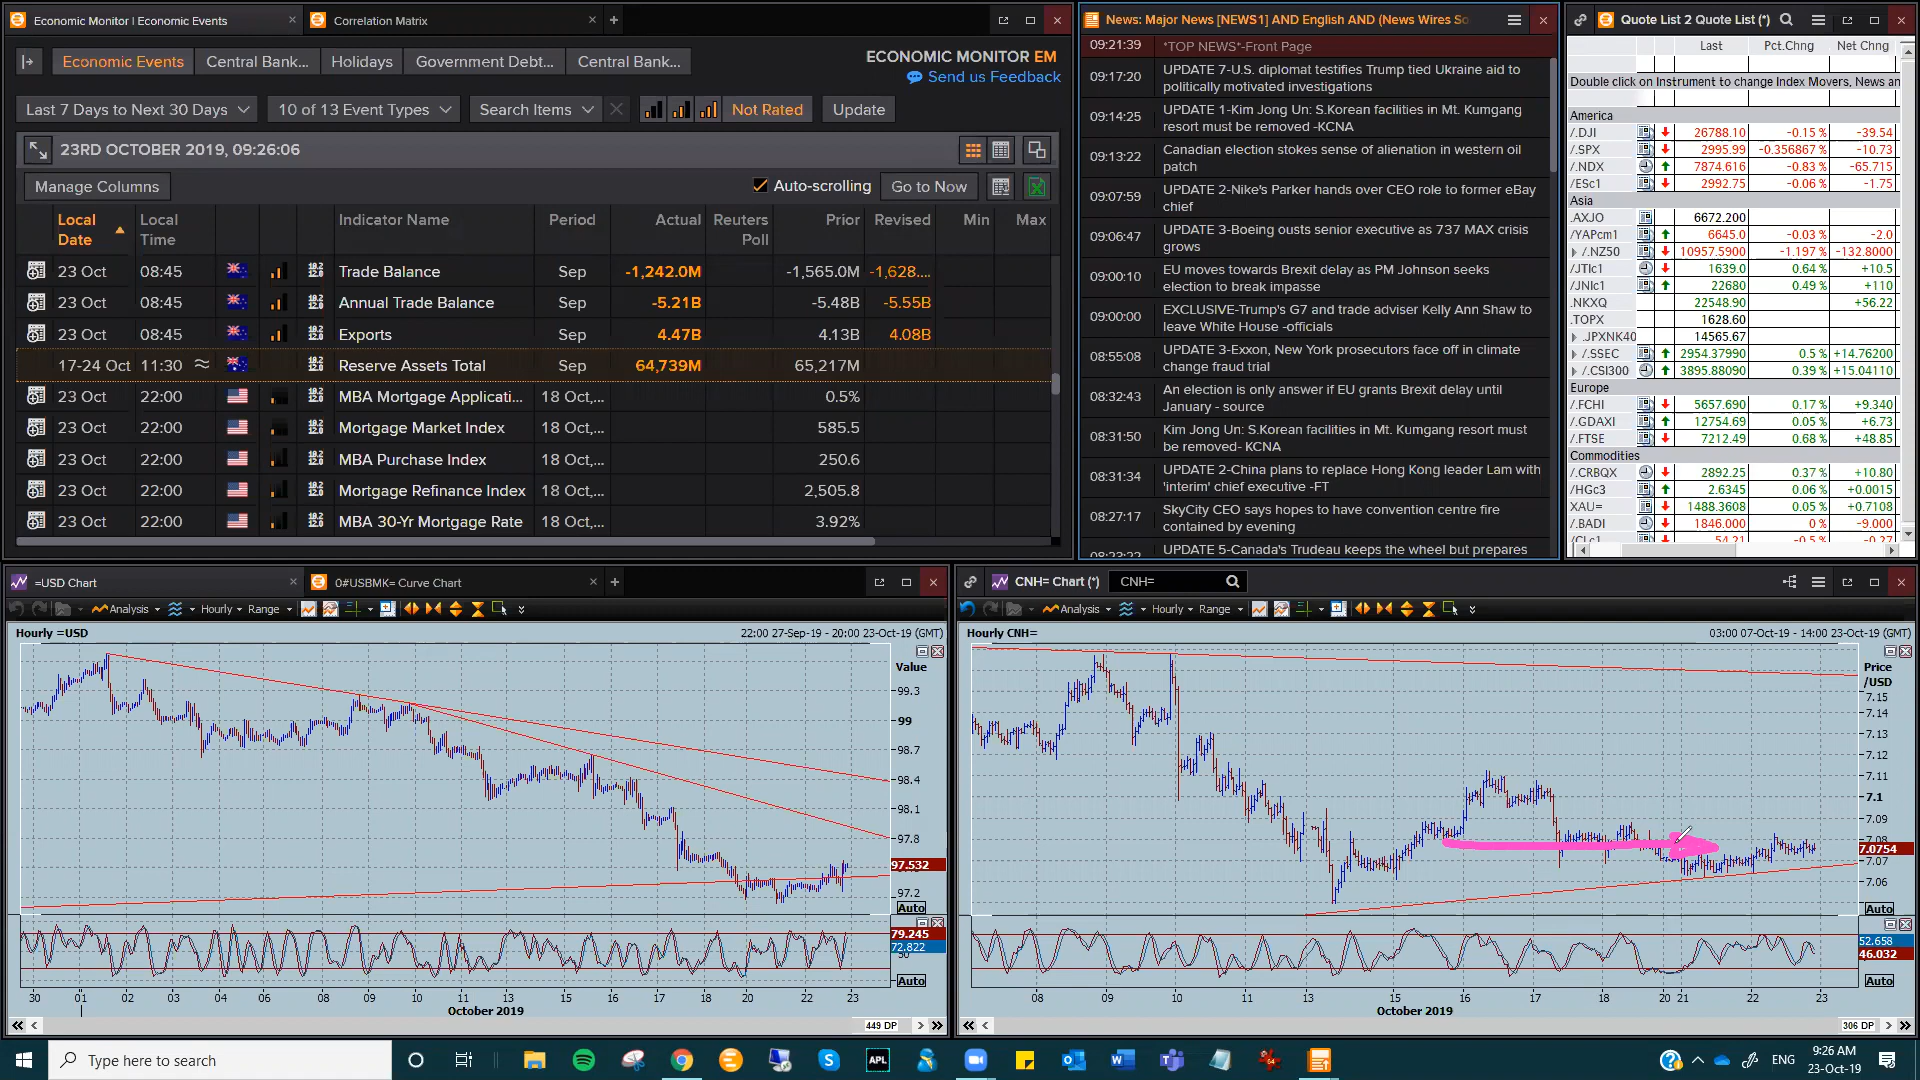 Economic Monitor | Economic Events
Correlation Matrix
Economic Events
Central Bank...
Holidays
Government Debt...
Central Bank...
ECONOMIC MONITOR EM
Send us Feedback
Last 7 Days to Next 30 Days
10 of 13 Event Types
Search Items
Not Rated
Update
23RD OCTOBER 2019, 09:26:06
Manage Columns
Auto-scrolling
Go to Now
Local Date Local Time Indicator Name Period Actual Reuters Poll Prior Revised Min Max
23 Oct 08:45 Trade Balance Sep -1,242.0M -1,565.0M -1,628....
23 Oct 08:45 Annual Trade Balance Sep -5.21B -5.48B -5.55B
23 Oct 08:45 Exports Sep 4.47B 4.13B 4.08B
17-24 Oct 11:30 ≈ Reserve Assets Total Sep 64,739M 65,217M
23 Oct 22:00 MBA Mortgage Applicati... 18 Oct,... 0.5%
23 Oct 22:00 Mortgage Market Index 18 Oct,... 585.5
23 Oct 22:00 MBA Purchase Index 18 Oct,... 250.6
23 Oct 22:00 Mortgage Refinance Index 18 Oct,... 2,505.8
23 Oct 22:00 MBA 30-Yr Mortgage Rate 18 Oct,... 3.92%
News: Major News [NEWS1] AND English AND (News Wires So
09:21:39 *TOP NEWS*-Front Page
09:17:20 UPDATE 7-U.S. diplomat testifies Trump tied Ukraine aid to
politically motivated investigations
09:14:25 UPDATE 1-Kim Jong Un: S.Korean facilities in Mt. Kumgang
resort must be removed -KCNA
09:13:22 Canadian election stokes sense of alienation in western oil
patch
09:07:59 UPDATE 2-Nike's Parker hands over CEO role to former eBay
chief
09:06:47 UPDATE 3-Boeing ousts senior executive as 737 MAX crisis
grows
09:00:10 EU moves towards Brexit delay as PM Johnson seeks
election to break impasse
09:00:00 EXCLUSIVE-Trump's G7 and trade adviser Kelly Ann Shaw to
leave White House -officials
08:55:08 UPDATE 3-Exxon, New York prosecutors face off in climate
change fraud trial
08:32:43 An election is only answer if EU grants Brexit delay until
January - source
08:31:50 Kim Jong Un: S.Korean facilities in Mt. Kumgang resort must
be removed- KCNA
08:31:34 UPDATE 2-China plans to replace Hong Kong leader Lam with
'interim' chief executive -FT
08:27:17 SkyCity CEO says hopes to have convention centre fire
contained by evening
UPDATE 5-Canada's Trudeau keeps the wheel but prepares
Quote List 2 Quote List (*)
Last Pct.Chng Net Chng
Double click on Instrument to change Index Movers, News an
America
/.DJI 26788.10 -0.15 % -39.54
/.SPX 2995.99 -0.356867 % -10.73
/.NDX 7874.616 -0.83 % -65.715
/ESc1 2992.75 -0.06 % -1.75
Asia
.AXJO 6672.200
/YAPcm1 6645.0 -0.03 % -2.0
/.NZ50 10957.5900 -1.197 % -132.8000
/JTIc1 1639.0 0.64 % +10.5
/JNIc1 22680 0.49 % +110
.NKXQ 22548.90 +56.22
.TOPX 1628.60
.JPXNK40 14565.67
/.SSEC 2954.37990 0.5 % +14.76200
/.CSI300 3895.88090 0.39 % +15.04110
Europe
/.FCHI 5657.690 0.17 % +9.340
/.GDAXI 12754.69 0.05 % +6.73
/.FTSE 7212.49 0.68 % +48.85
Commodities
/.CRBQX 2892.25 0.37 % +10.80
/HGc3 2.6345 0.06 % +0.0015
XAU= 1488.3608 0.05 % +0.7108
/.BADI 1846.000 0 % -9.000
/CLc1 54.21 -0.5 % -0.27
=USD Chart
0#USBMK= Curve Chart
Analysis Hourly Range
Hourly =USD
22:00 27-Sep-19 - 20:00 23-Oct-19 (GMT)
Value
99.3
99
98.7
98.4
98.1
97.8
97.532
97.2
Auto
79.245
72.822
50
Auto
30 01 02 03 04 06 08 09 10 11 13 15 16 17 18 20 22 23
October 2019
449 DP
CNH= Chart (*)
CNH=
Analysis Hourly Range
Hourly CNH=
03:00 07-Oct-19 - 14:00 23-Oct-19 (GMT)
Price
/USD
7.15
7.14
7.13
7.12
7.11
7.1
7.09
7.08
7.0754
7.07
7.06
Auto
52.658
46.032
Auto
08 09 10 11 13 15 16 17 18 20 21 22 23
October 2019
306 DP
Type here to search
APL
ENG
9:26 AM
23-Oct-19